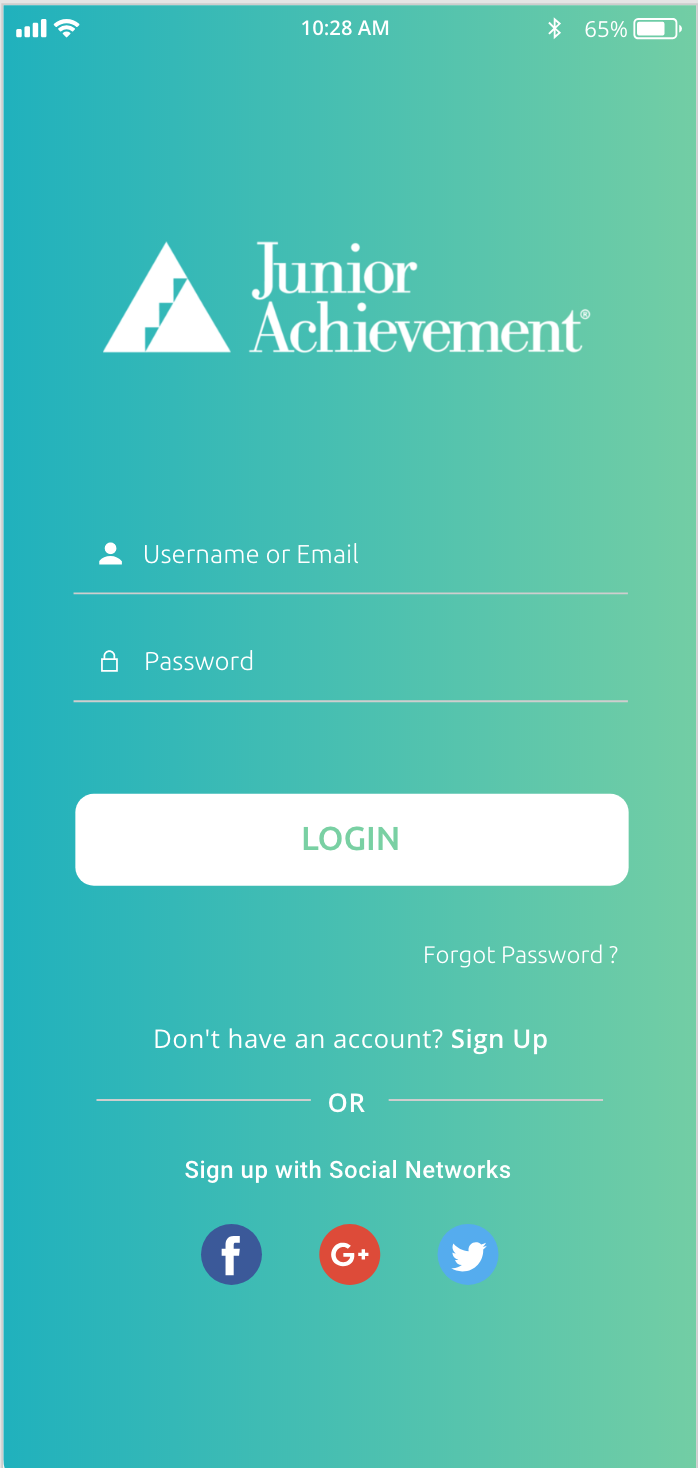 10:28 AM 65%
Junior
Achievement®
Username or Email
Password
LOGIN
Forgot Password ?
Don't have an account? Sign Up
OR
Sign up with Social Networks
f G+